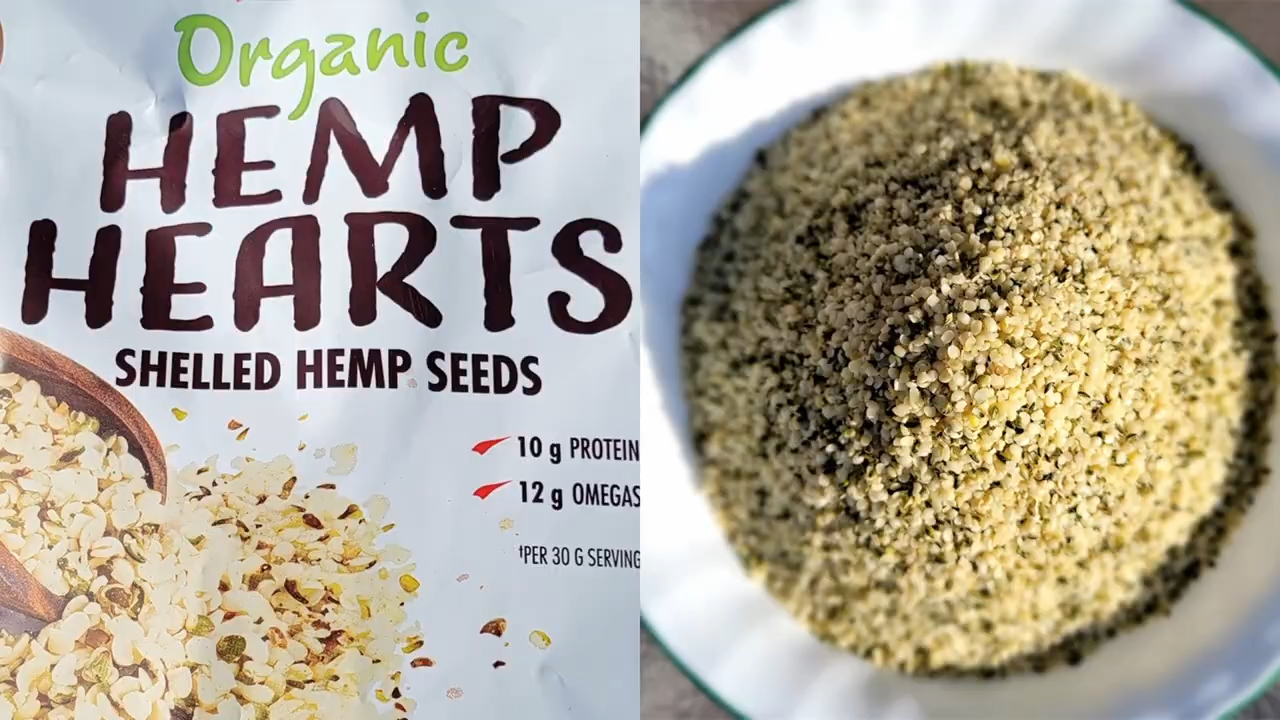 Organic
HEMP
HEARTS
SHELLED HEMP SEEDS
10 g PROTEIN
12 g OMEGAS
†PER 30 G SERVING